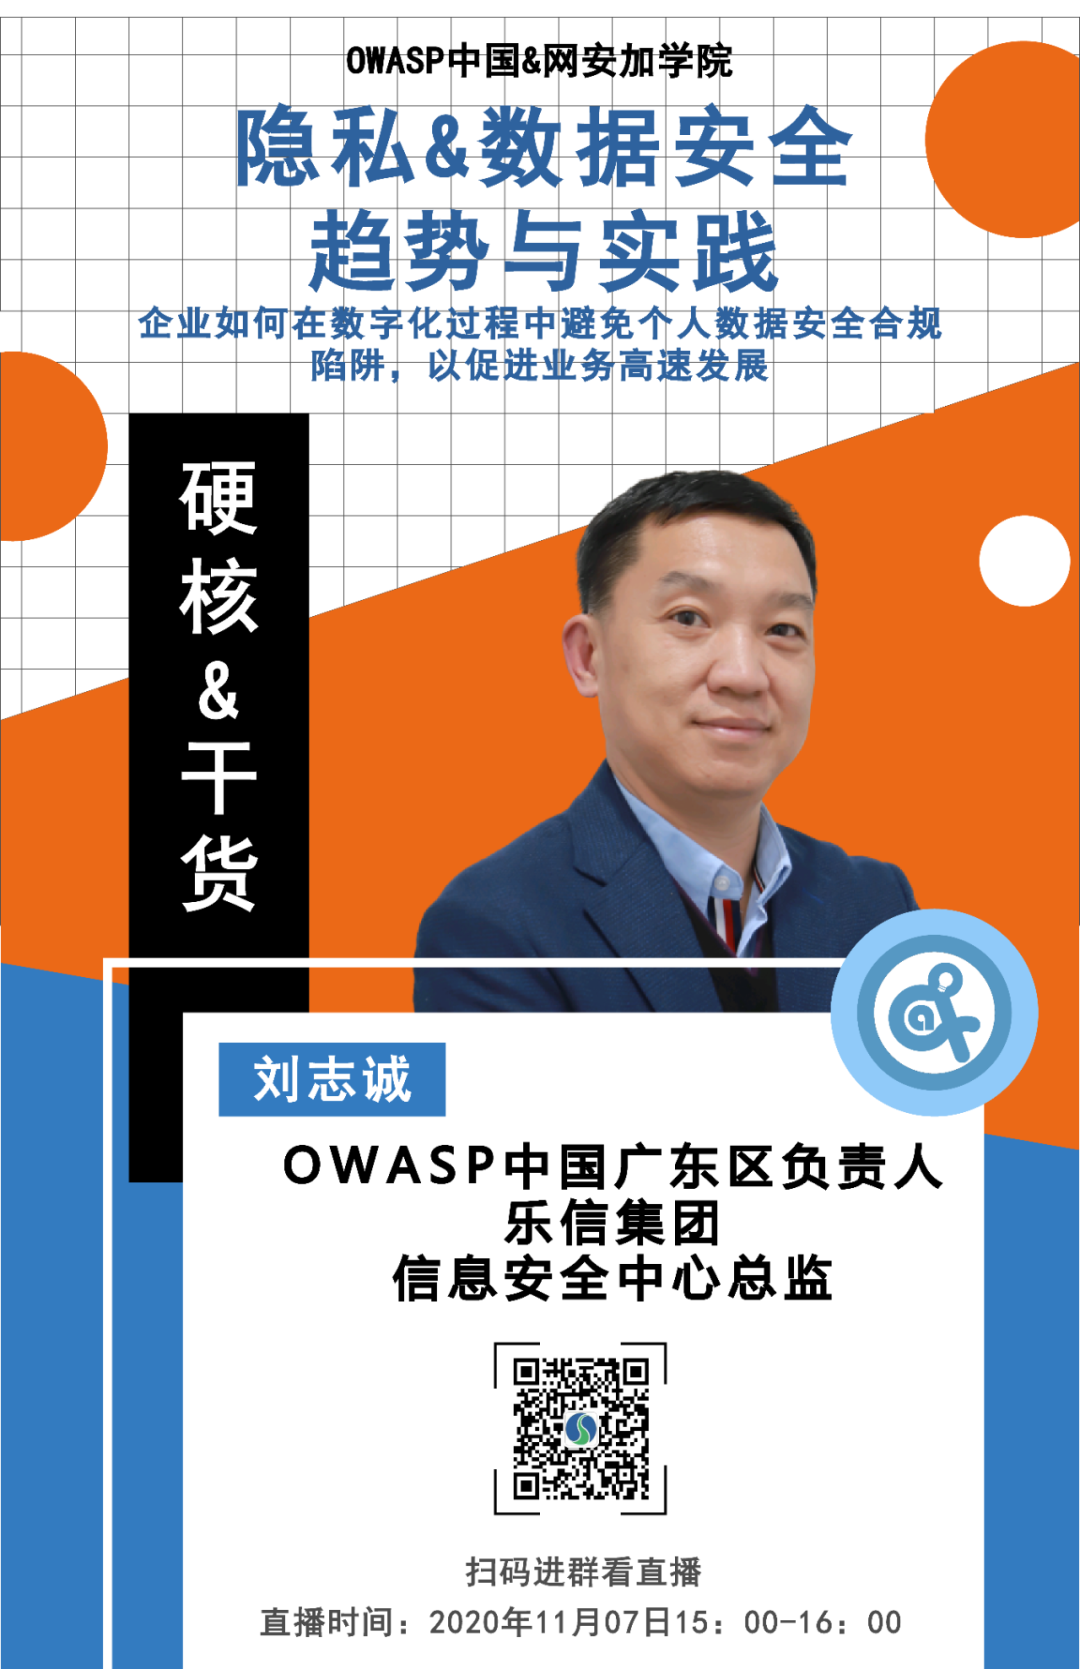 OWASP中国&网安加学院
隐私&数据安全
趋势与实践
企业如何在数字化过程中避免个人数据安全合规
陷阱，以促进业务高速发展
硬核&干货
刘志诚
OWASP中国广东区负责人
乐信集团
信息安全中心总监
扫码进群看直播
直播时间：2020年11月07日15：00-16：00